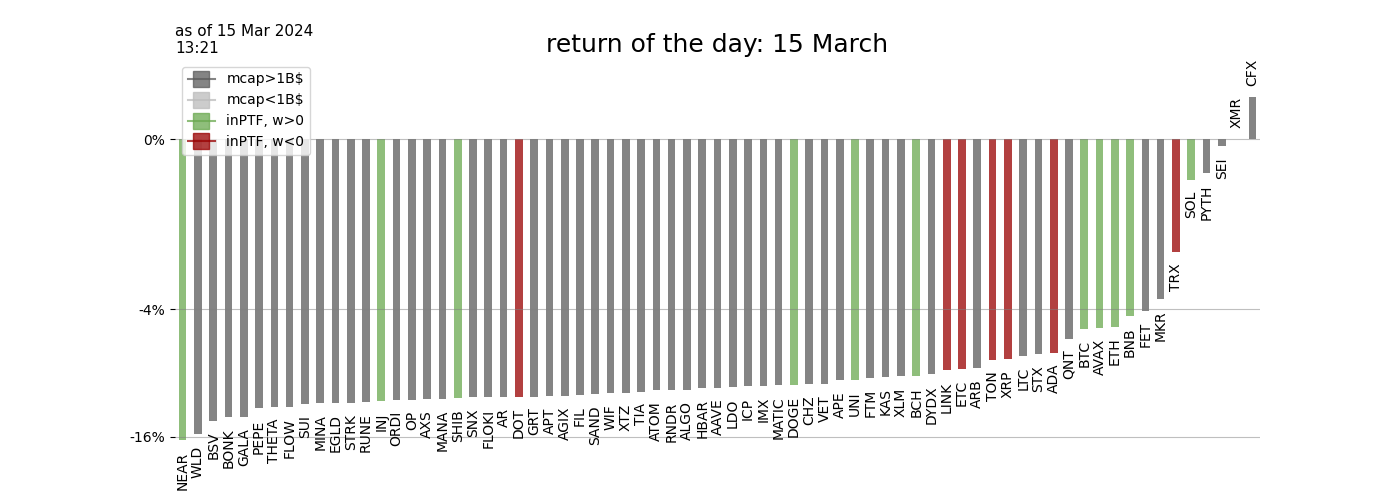 as of 15 Mar 2024
13:21
return of the day: 15 March
mcap>1B$
mcap<1B$
inPTF, w>0
inPTF, w<0
0%
-4%
-16%
NEAR
WLD
BSV
BONK
GALA
PEPE
THETA
FLOW
SUI
MINA
EGLD
STRK
RUNE
INJ
ORDI
OP
AXS
MANA
SHIB
SNX
FLOKI
AR
DOT
GRT
APT
AGIX
FIL
SAND
WIF
XTZ
TIA
ATOM
RNDR
ALGO
HBAR
AAVE
LDO
ICP
IMX
MATIC
DOGE
CHZ
VET
APE
UNI
FTM
KAS
XLM
BCH
DYDX
LINK
ETC
ARB
TON
XRP
LTC
STX
ADA
QNT
BTC
AVAX
ETH
BNB
FET
MKR
TRX
SOL
PYTH
SEI
XMR
CFX